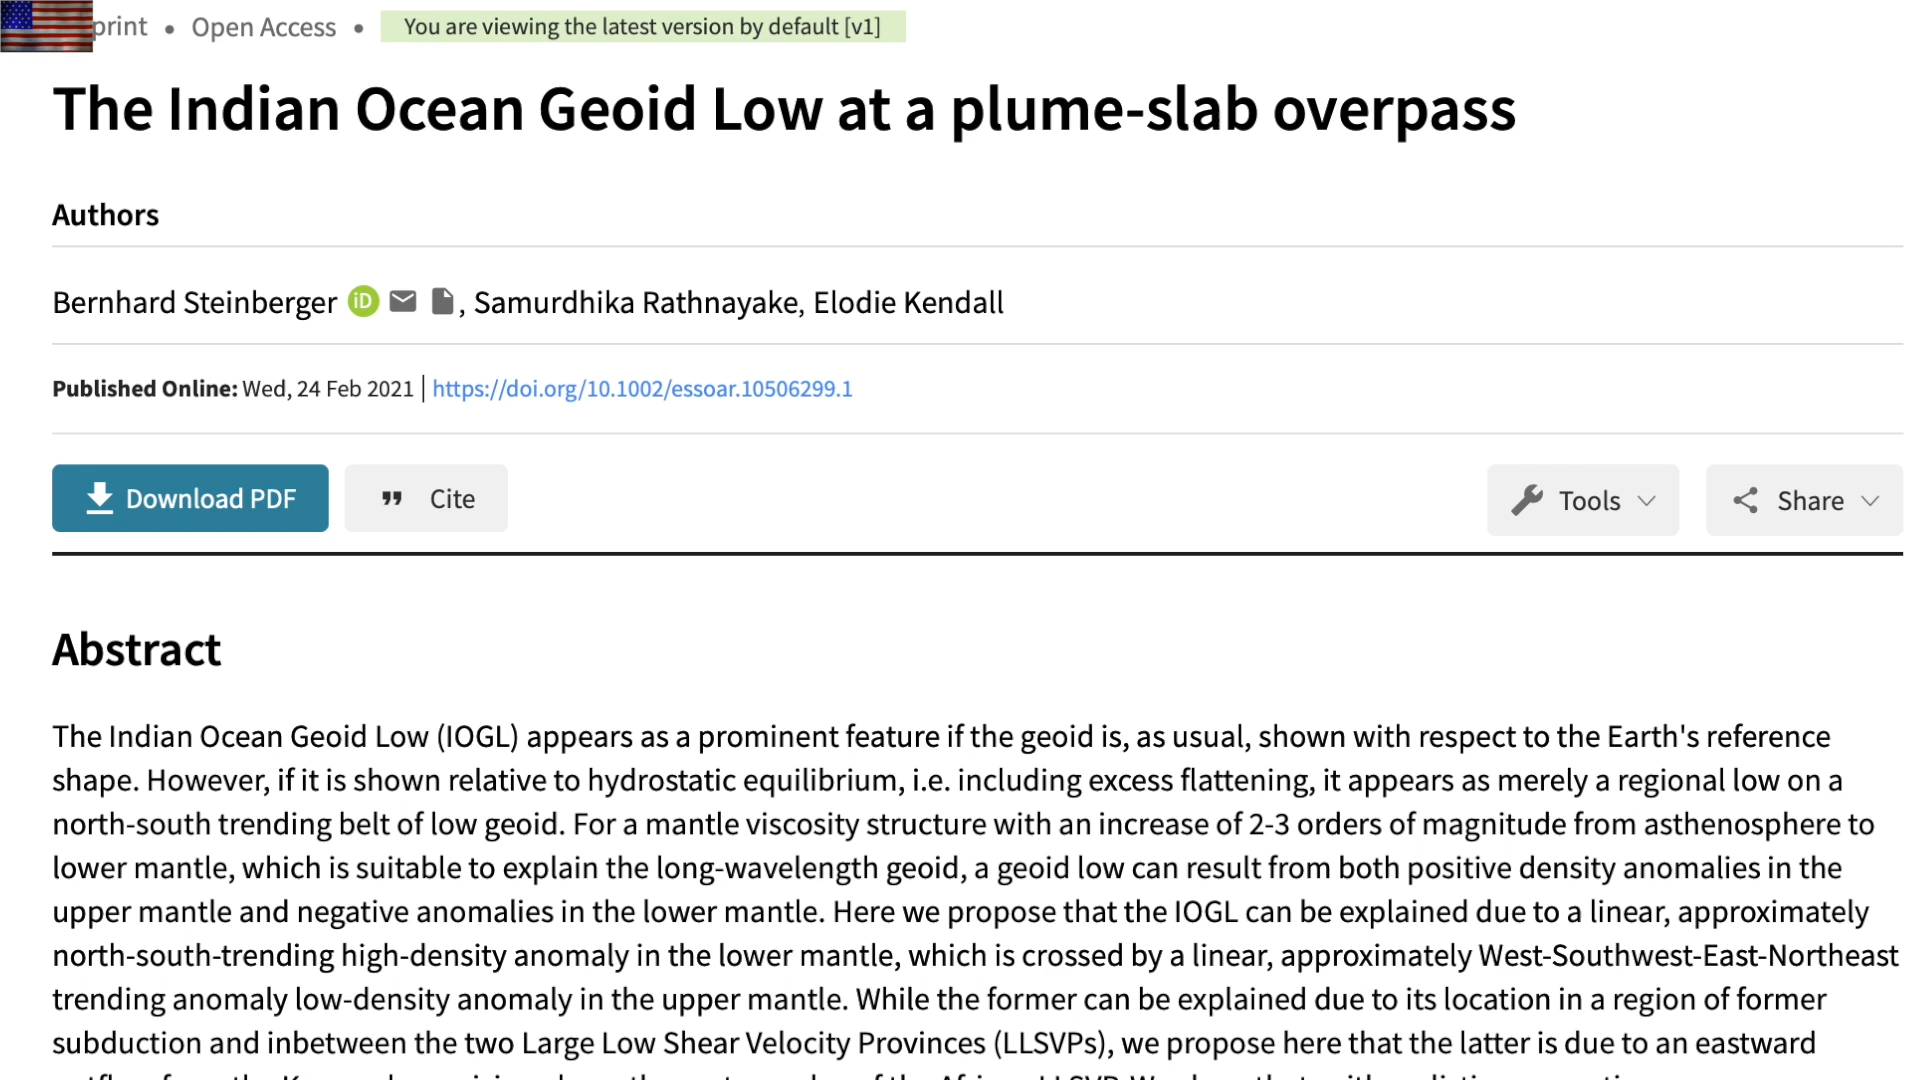 print • Open Access • You are viewing the latest version by default [v1]
The Indian Ocean Geoid Low at a plume-slab overpass
Authors
Bernhard Steinberger iD , Samurdhika Rathnayake, Elodie Kendall
Published Online: Wed, 24 Feb 2021 | https://doi.org/10.1002/essoar.10506299.1
Download PDF
Cite
Tools
Share
Abstract
The Indian Ocean Geoid Low (IOGL) appears as a prominent feature if the geoid is, as usual, shown with respect to the Earth's reference
shape. However, if it is shown relative to hydrostatic equilibrium, i.e. including excess flattening, it appears as merely a regional low on a
north-south trending belt of low geoid. For a mantle viscosity structure with an increase of 2-3 orders of magnitude from asthenosphere to
lower mantle, which is suitable to explain the long-wavelength geoid, a geoid low can result from both positive density anomalies in the
upper mantle and negative anomalies in the lower mantle. Here we propose that the IOGL can be explained due to a linear, approximately
north-south-trending high-density anomaly in the lower mantle, which is crossed by a linear, approximately West-Southwest-East-Northeast
trending anomaly low-density anomaly in the upper mantle. While the former can be explained due to its location in a region of former
subduction and inbetween the two Large Low Shear Velocity Provinces (LLSVPs), we propose here that the latter is due to an eastward